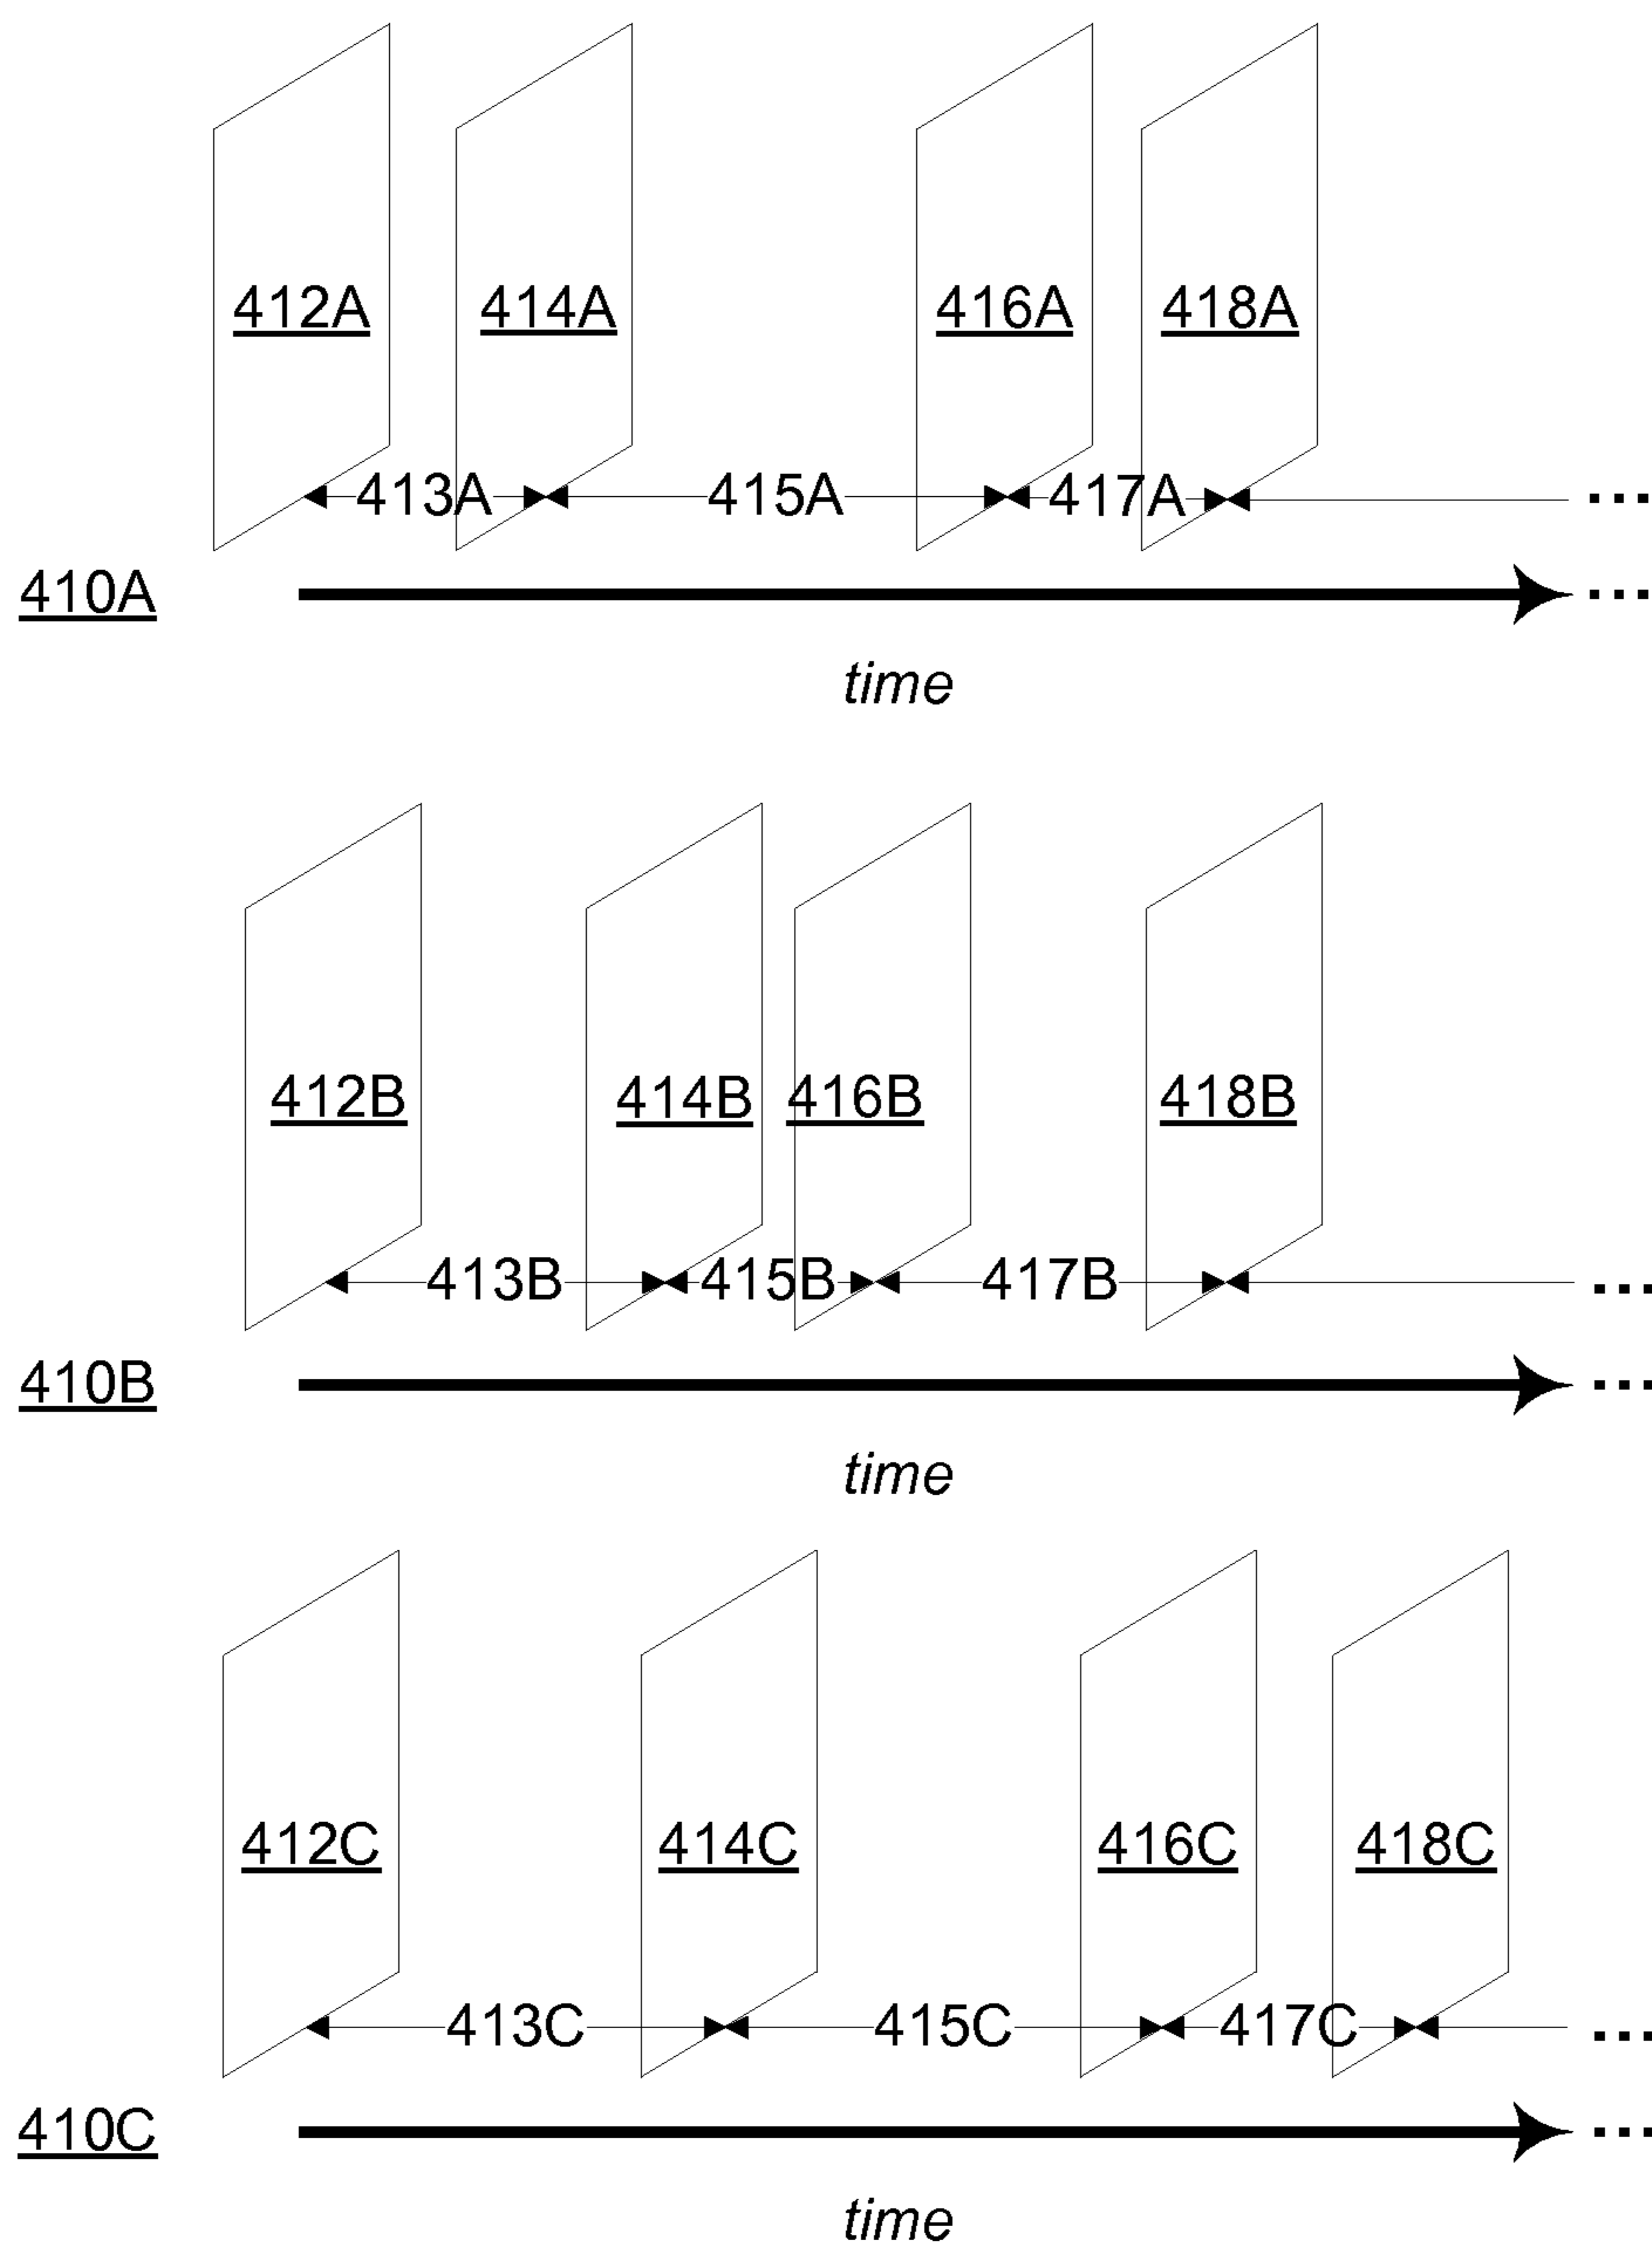 412A 414A 416A 418A
413A 415A 417A ...
410A ...
time
412B 414B 416B 418B
413B 415B 417B ...
410B ...
time
412C 414C 416C 418C
413C 415C 417C ...
410C ...
time